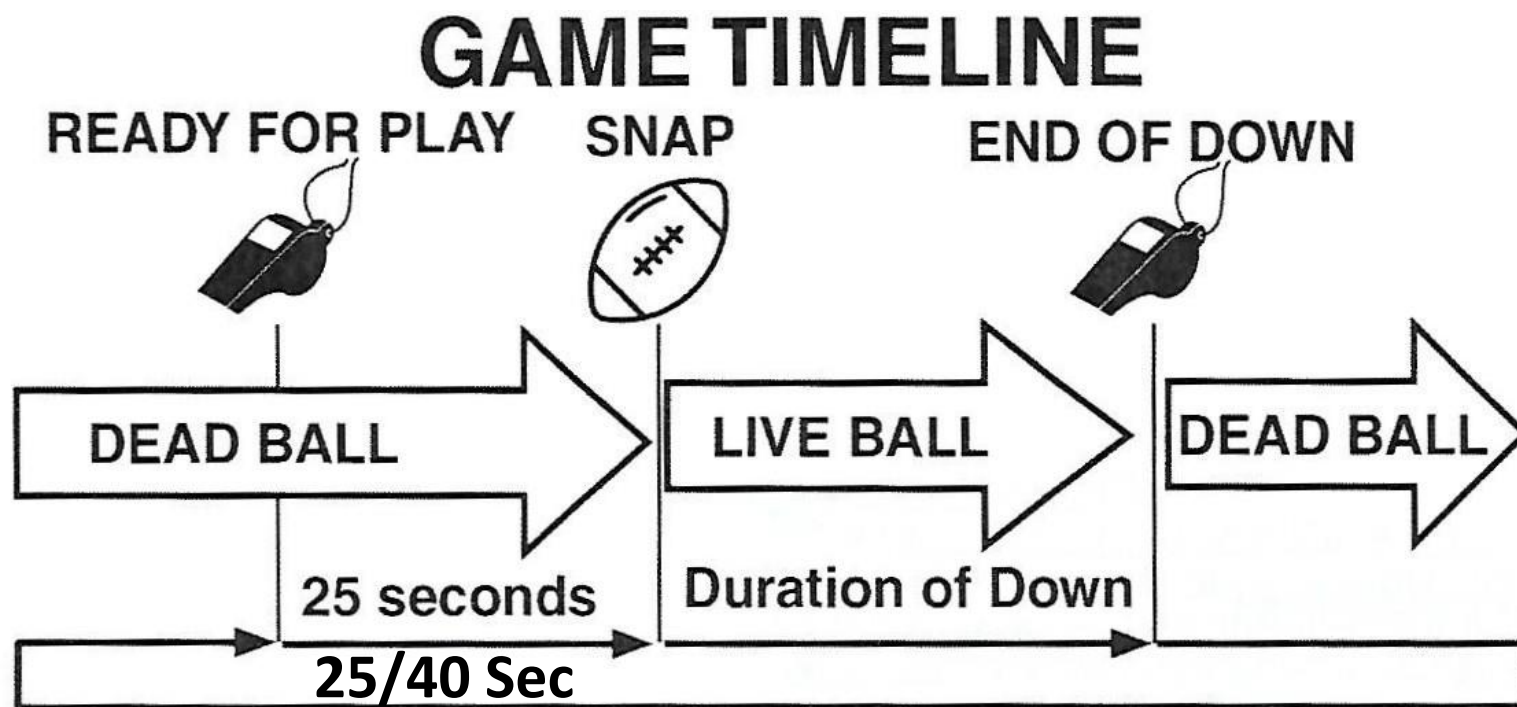 GAME TIMELINE
READY FOR PLAY
SNAP
END OF DOWN
DEAD BALL
LIVE BALL
DEAD BALL
25 seconds
Duration of Down
25/40 Sec